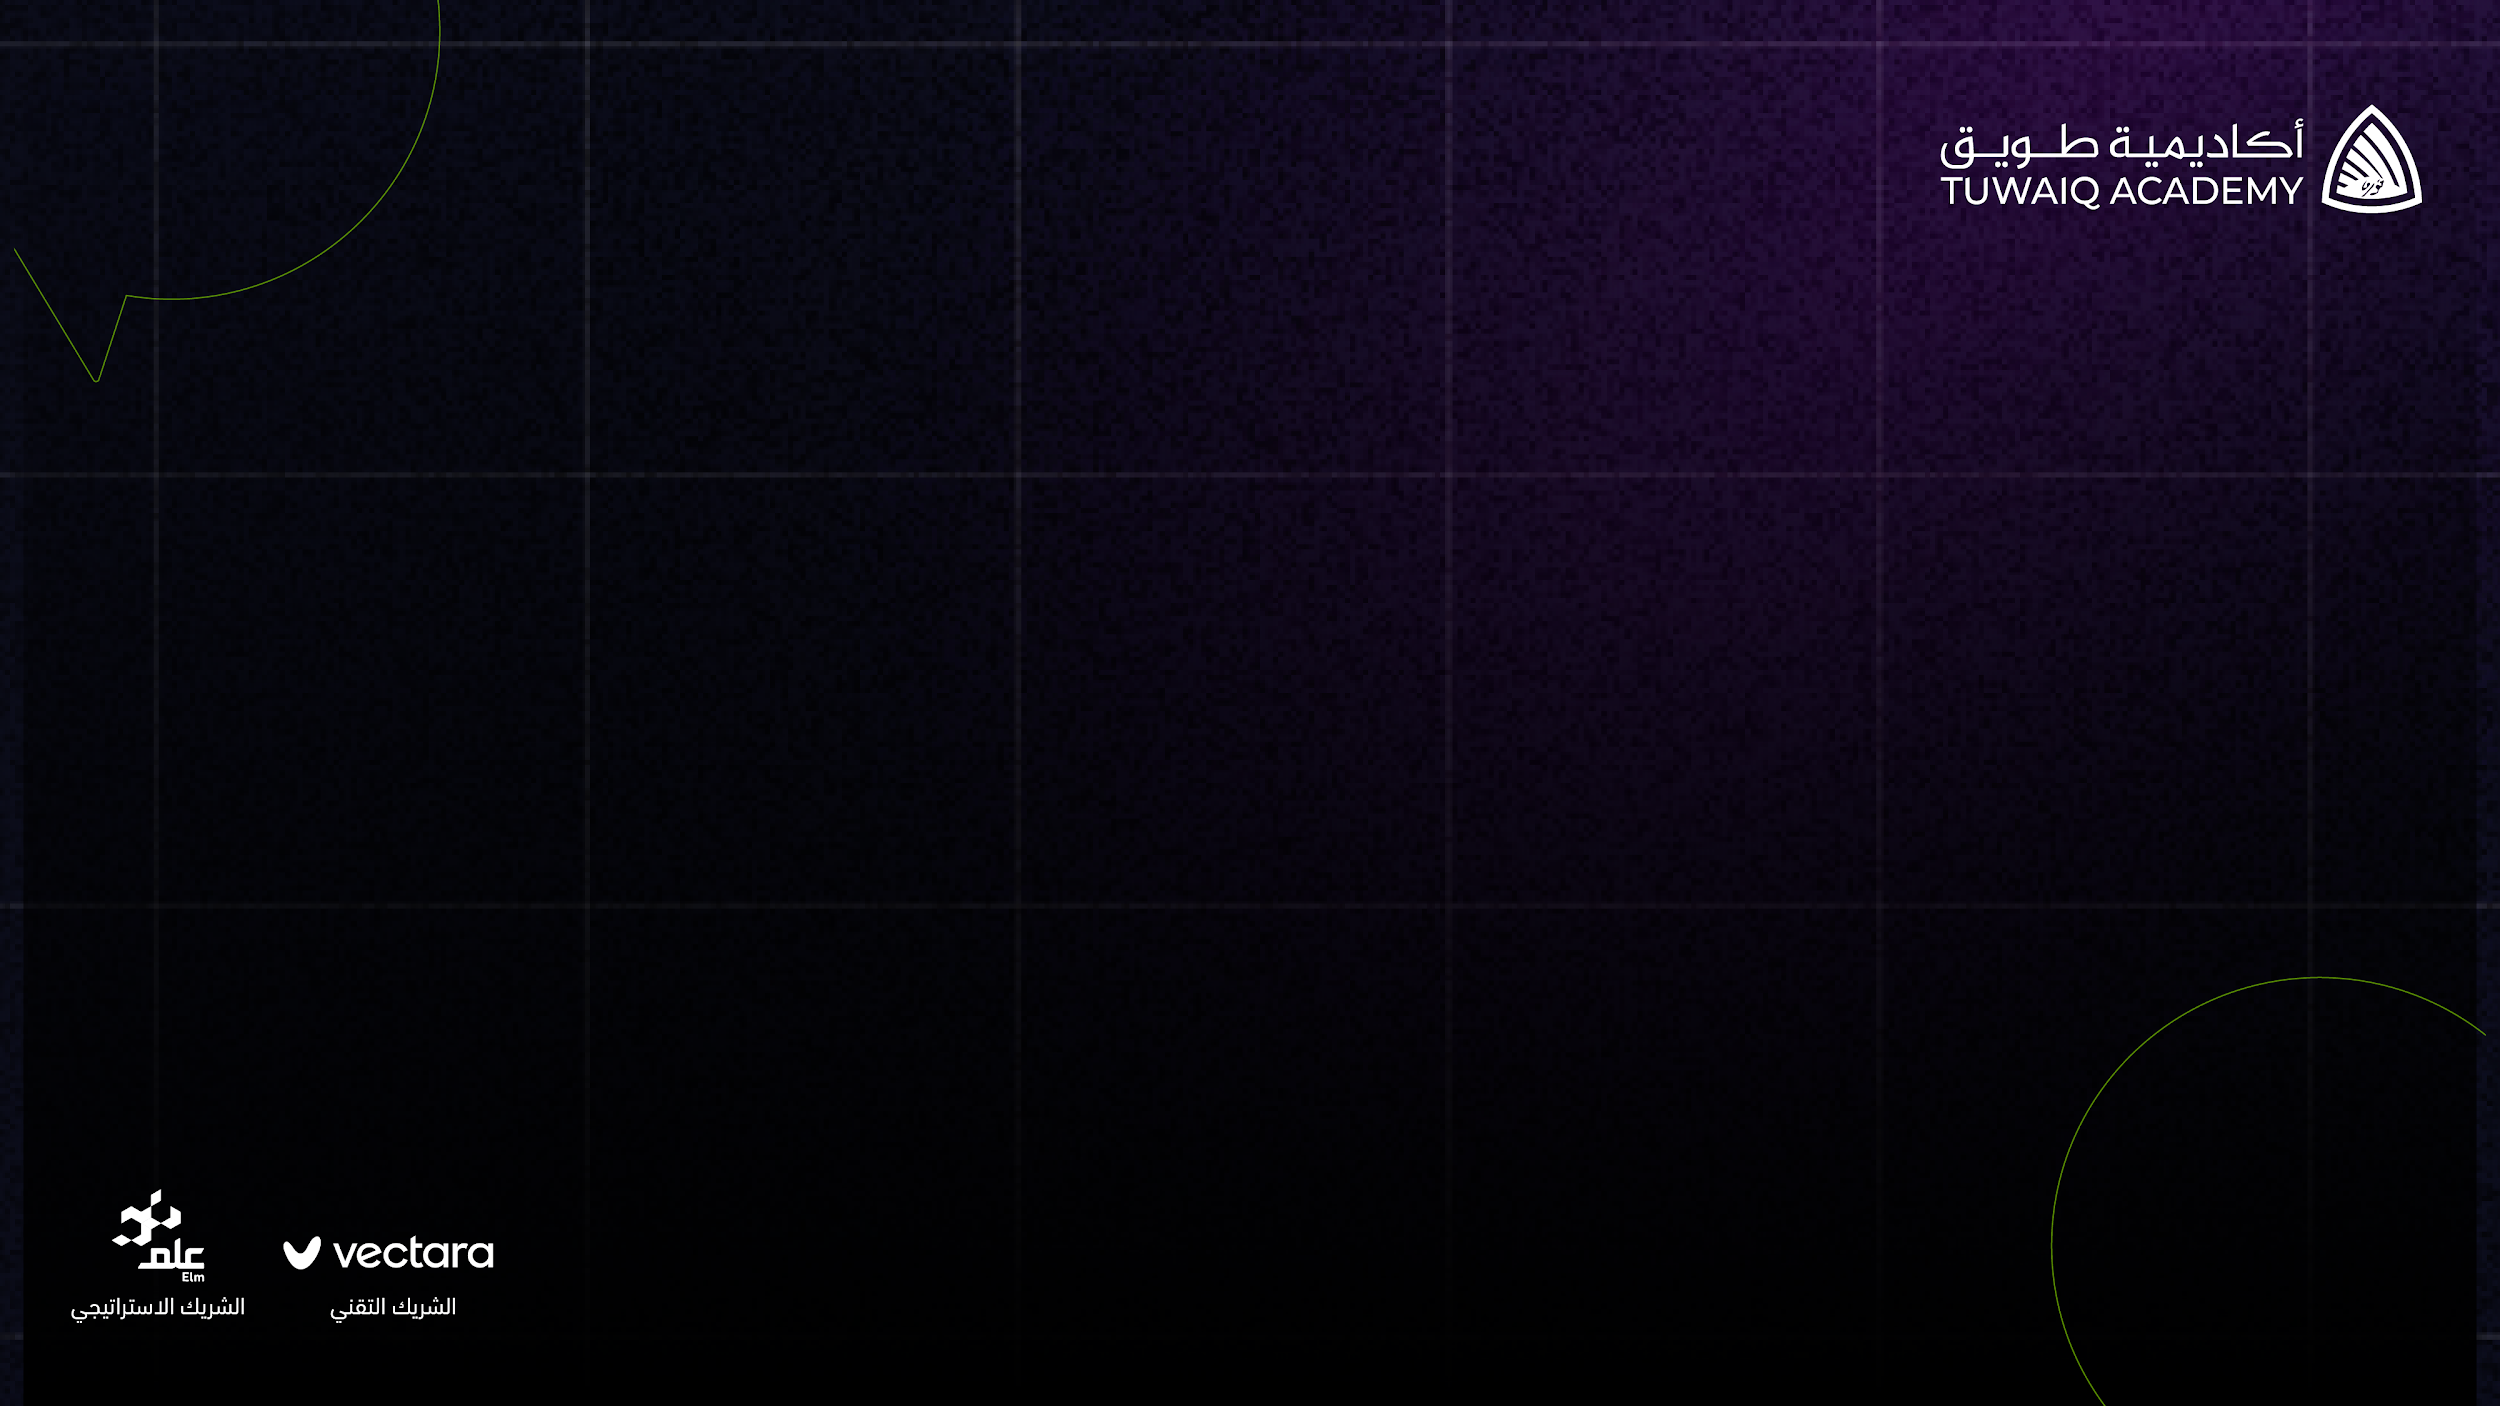 أكاديمية طويق
TUWAIQ ACADEMY
علم
Elm
الشريك الاستراتيجي
vectara
الشريك التقني